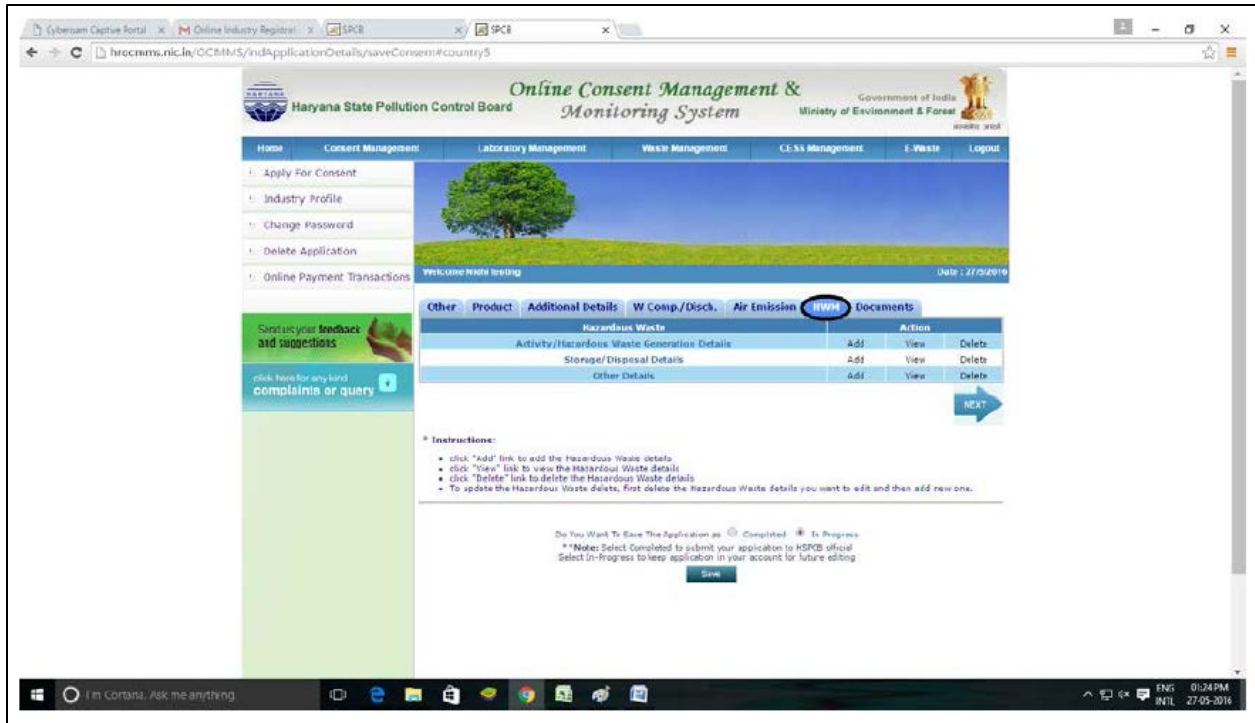 Cyberoam Captive Portal
Online Industry Registrat
SPCB
SPCB
hrocmms.nic.in/OCMMS/indApplicationDetails/saveConsent#country5
HARYANA
Haryana State Pollution Control Board
Online Consent Management &
Monitoring System
Government of India
Ministry of Environment & Forest
सत्यमेव जयते
Home Consent Management Laboratory Management Waste Management CESS Management E-Waste Logout
Apply For Consent
Industry Profile
Change Password
Delete Application
Online Payment Transactions
Welcome Nidhi testing
Date : 27/5/2016
Other Product Additional Details W Comp./Disch. Air Emission HWM Documents
Hazardous Waste Action
Activity/Hazardous Waste Generation Details Add View Delete
Storage/Disposal Details Add View Delete
Other Details Add View Delete
NEXT
Send us your feedback
and suggestions
click here for any kind
complaints or query
* Instructions:
click "Add" link to add the Hazardous Waste details
click "View" link to view the Hazardous Waste details
click "Delete" link to delete the Hazardous Waste details
To update the Hazardous Waste delete, first delete the Hazardous Waste details you want to edit and then add new one.
Do You Want To Save The Application as Completed In Progress
**Note: Select Completed to submit your application to HSPCB official
Select In-Progress to keep application in your account for future editing
Save
I'm Cortana. Ask me anything.
ENG
INTL
01:24 PM
27-05-2016